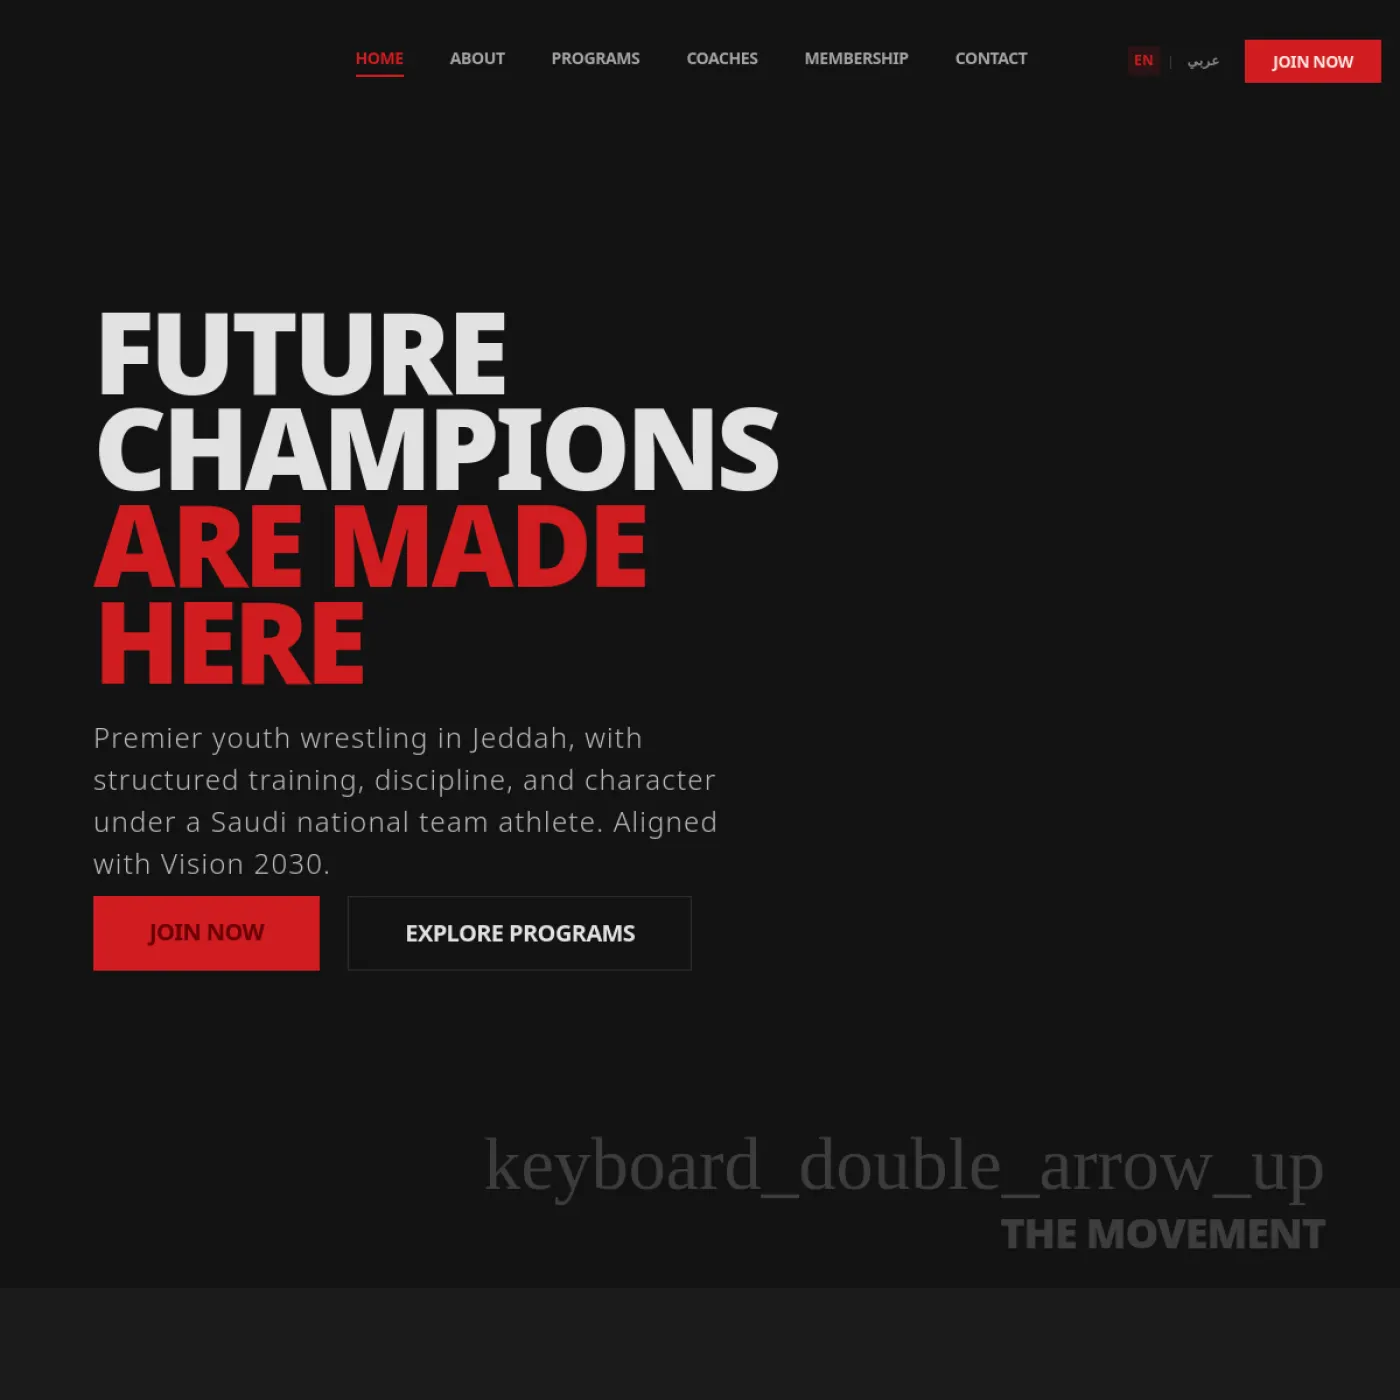 HOME ABOUT PROGRAMS COACHES MEMBERSHIP CONTACT EN | عربي JOIN NOW
FUTURE
CHAMPIONS
ARE MADE
HERE
Premier youth wrestling in Jeddah, with
structured training, discipline, and character
under a Saudi national team athlete. Aligned
with Vision 2030.
JOIN NOW EXPLORE PROGRAMS
keyboard_double_arrow_up
THE MOVEMENT